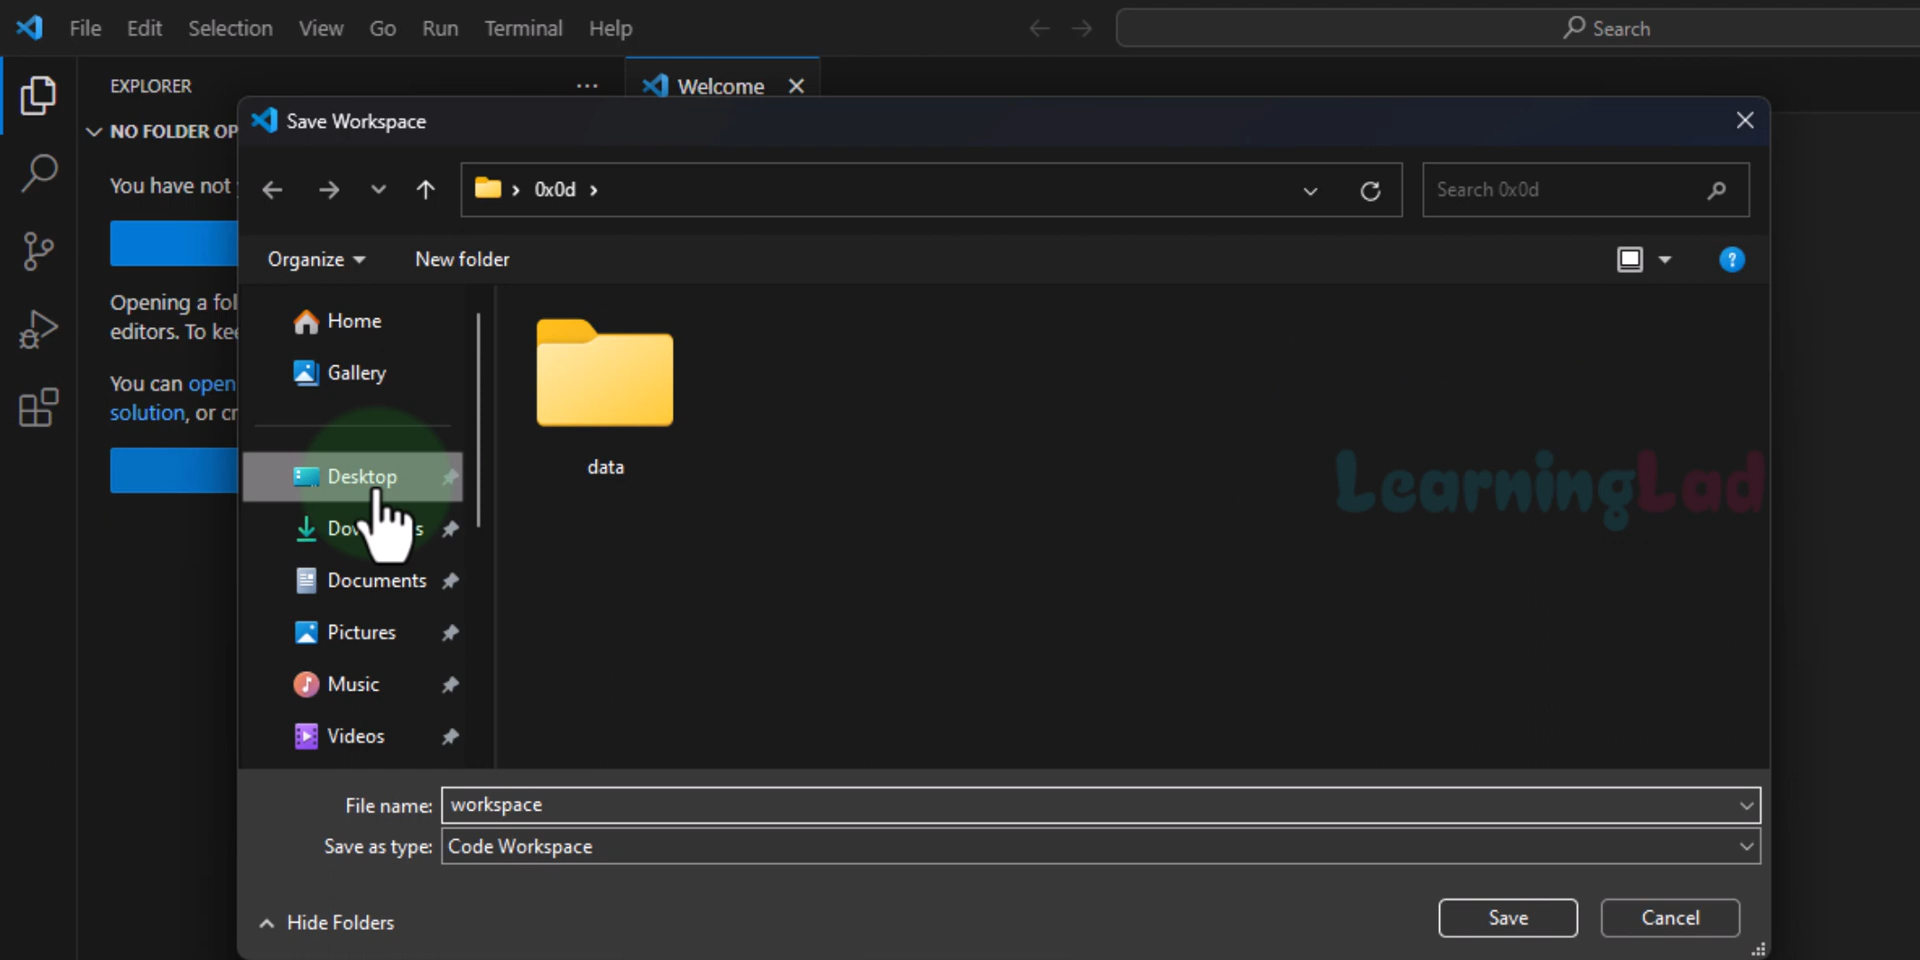 File Edit Selection View Go Run Terminal Help
Search
EXPLORER
Welcome
NO FOLDER OP
You have not
Opening a fol
editors. To kee
You can open
solution, or cr
Save Workspace
0x0d
Search 0x0d
Organize
New folder
Home
Gallery
Desktop
Documents
Pictures
Music
Videos
data
LearningLad
File name: workspace
Save as type: Code Workspace
Hide Folders
Save
Cancel